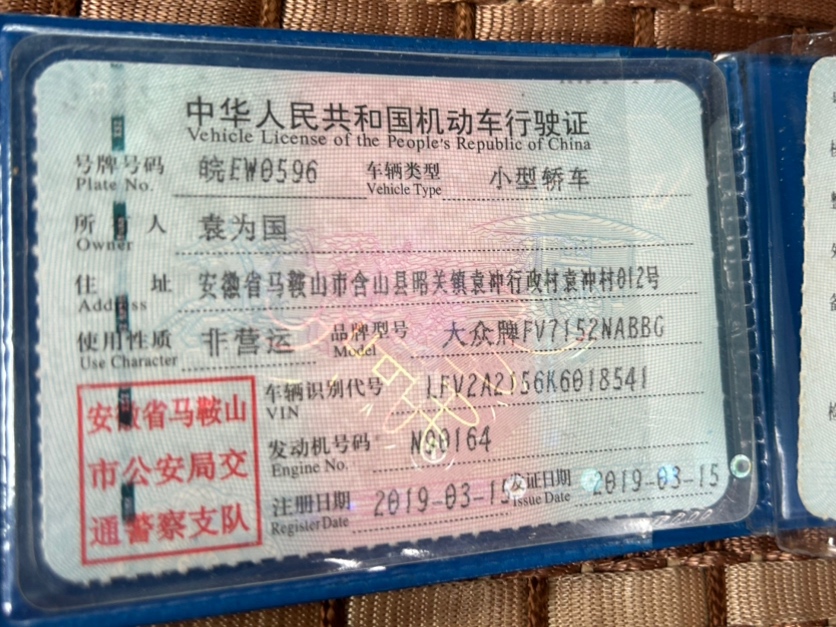 中华人民共和国机动车行驶证
Vehicle License of the People's Republic of China
号牌号码 皖EW0596 车辆类型 小型轿车
Plate No. Vehicle Type
所有人 袁为国
Owner
住址 安徽省马鞍山市含山县昭关镇袁冲行政村袁冲村012号
Address
使用性质 非营运 品牌型号 大众牌FV7152NABBG
Use Character Model
车辆识别代号 LFV2A2156K6018541
VIN
发动机号码 N90164
Engine No.
注册日期 2019-03-15 发证日期 2019-03-15
Register Date Issue Date
安徽省马鞍山
市公安局交
通警察支队